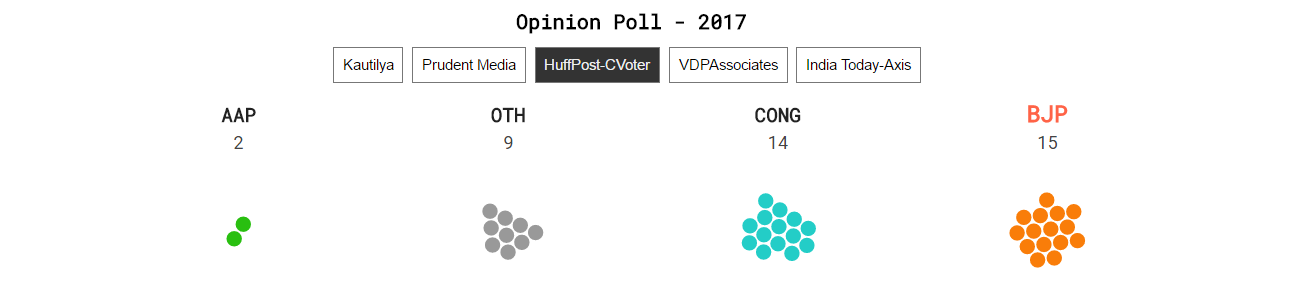 Opinion Poll - 2017
Kautilya Prudent Media HuffPost-CVoter VDPAssociates India Today-Axis
AAP OTH CONG BJP
2 9 14 15